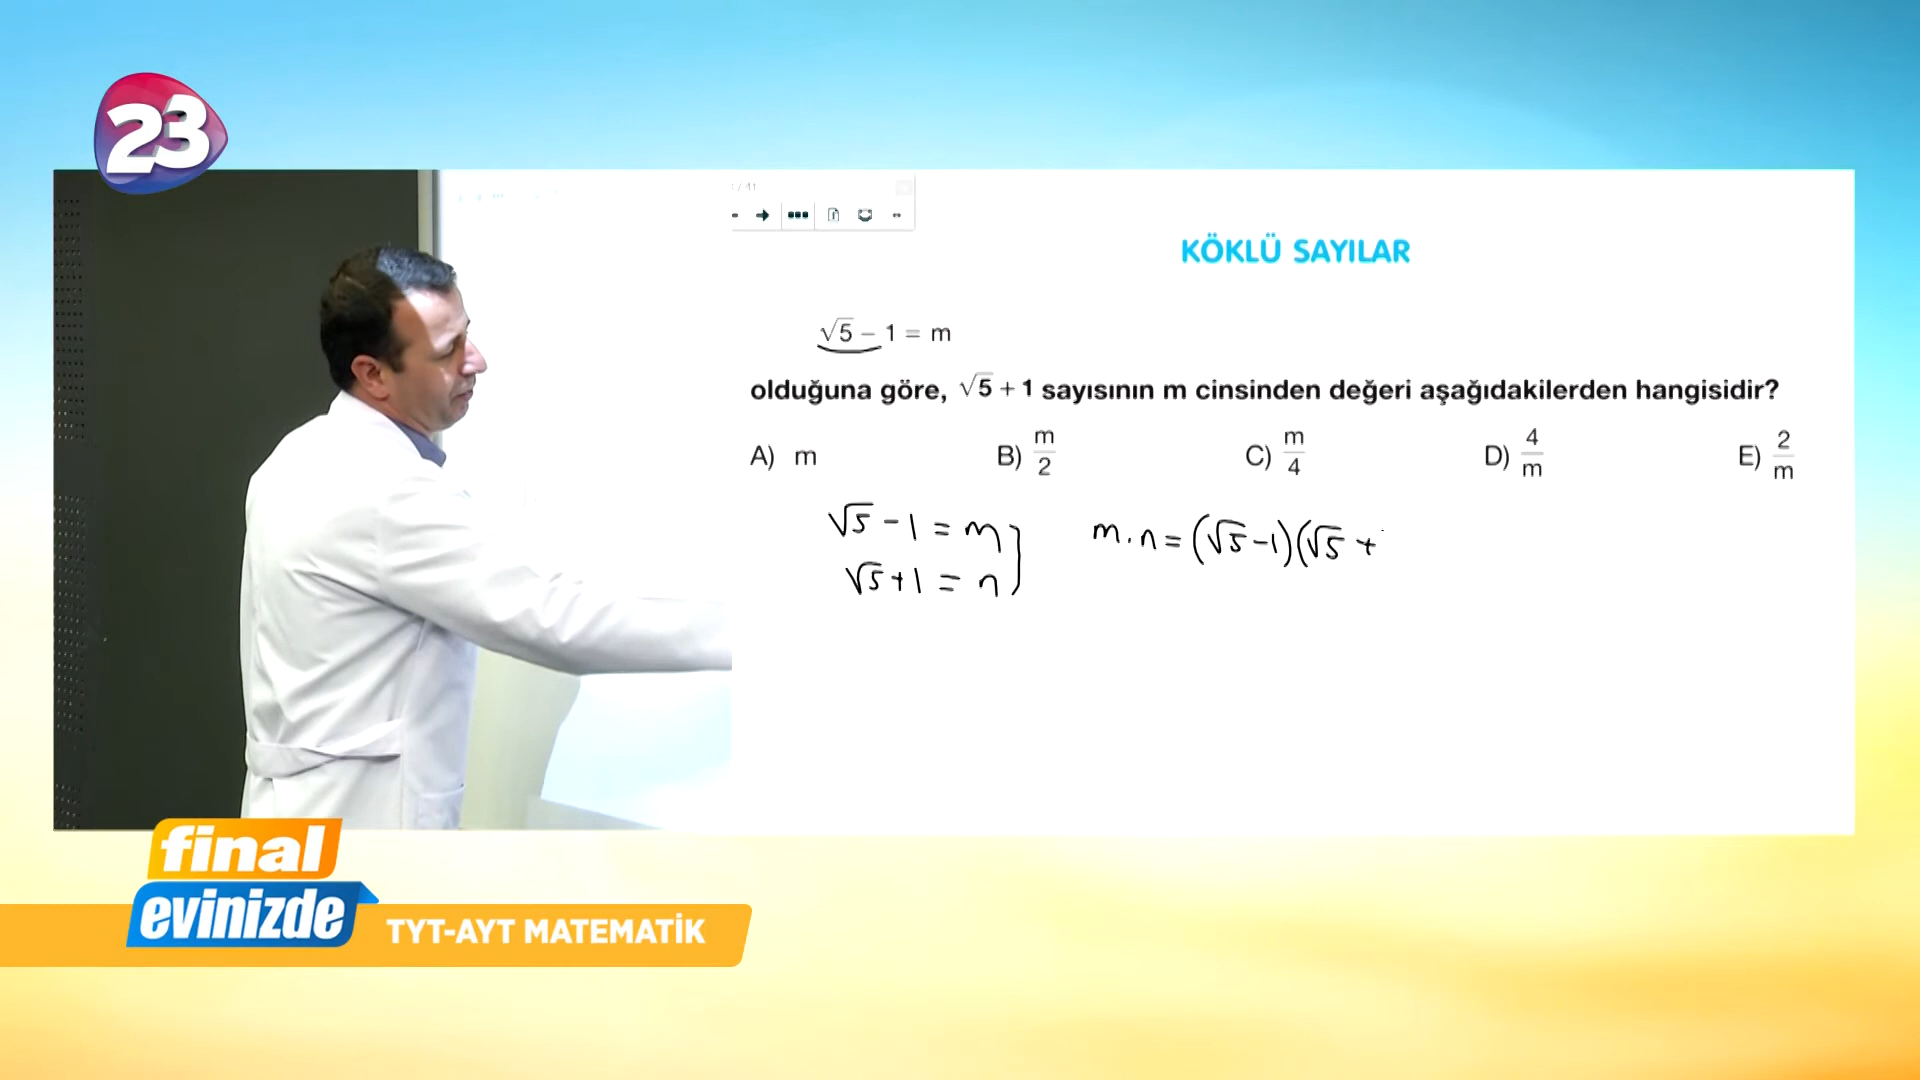 23
/ 41
KÖKLÜ SAYILAR
√5 − 1 = m
olduğuna göre, √5 + 1 sayısının m cinsinden değeri aşağıdakilerden hangisidir?
A) m B) m/2 C) m/4 D) 4/m E) 2/m
√5 − 1 = m m . n = (√5 − 1)(√5 +
√5 + 1 = n
final
evinizde
TYT-AYT MATEMATİK